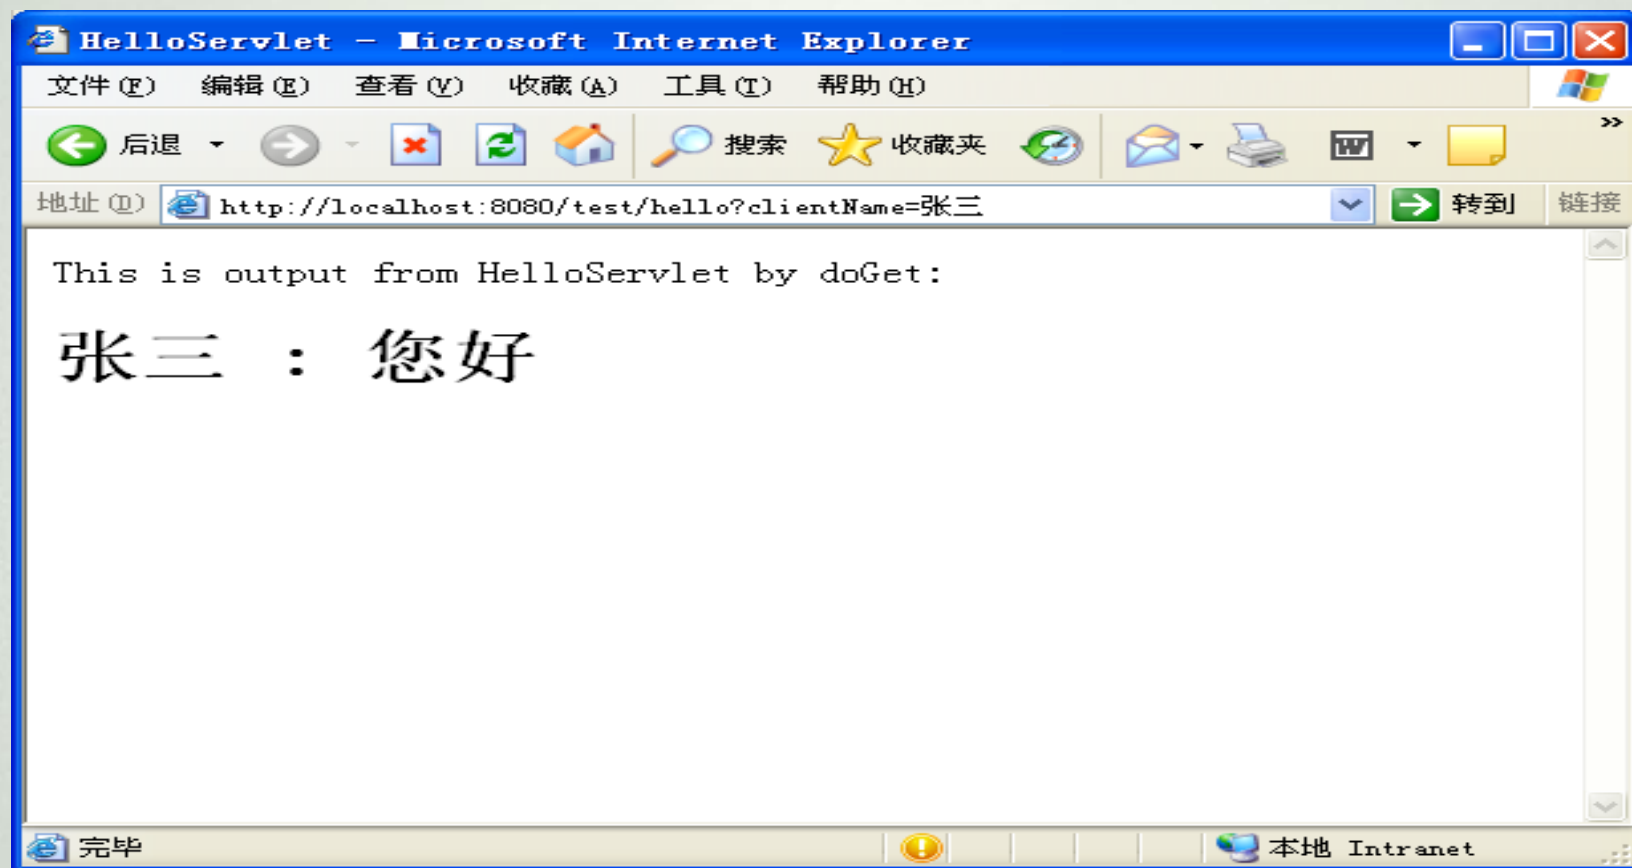 HelloServlet - Microsoft Internet Explorer
文件(F) 编辑(E) 查看(V) 收藏(A) 工具(T) 帮助(H)
后退 搜索 收藏夹 »
地址(D) http://localhost:8080/test/hello?clientName=张三 转到 链接
This is output from HelloServlet by doGet:
张三 : 您好
完毕 本地 Intranet